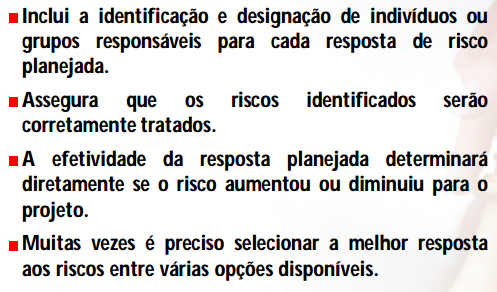 Inclui a identificação e designação de indivíduos ou
grupos responsáveis para cada resposta de risco
planejada.
Assegura que os riscos identificados serão
corretamente tratados.
A efetividade da resposta planejada determinará
diretamente se o risco aumentou ou diminuiu para o
projeto.
Muitas vezes é preciso selecionar a melhor resposta
aos riscos entre várias opções disponíveis.